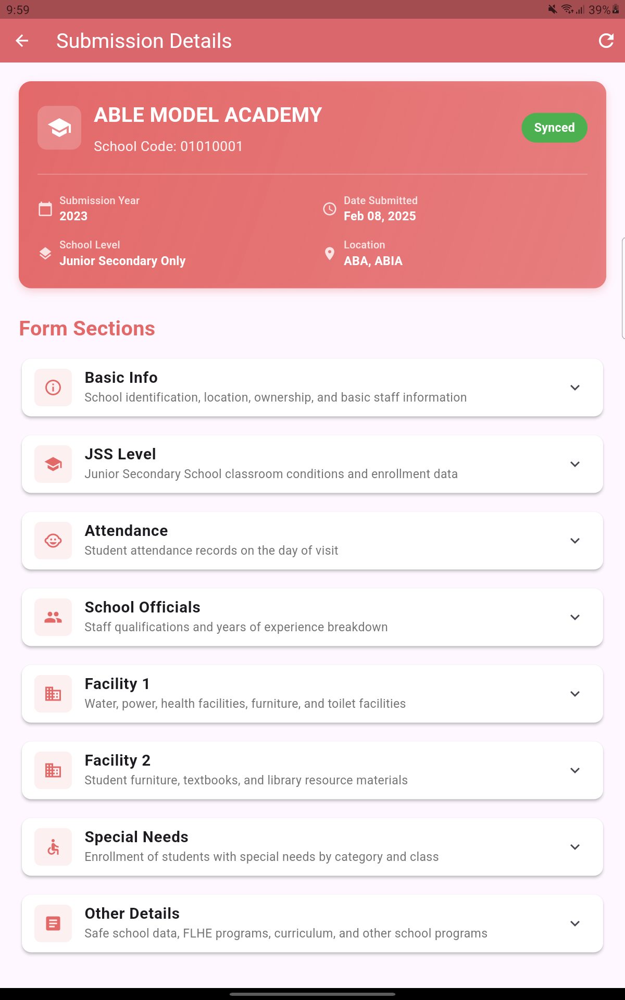 9:59
39%
Submission Details
ABLE MODEL ACADEMY
School Code: 01010001
Synced
Submission Year
2023
Date Submitted
Feb 08, 2025
School Level
Junior Secondary Only
Location
ABA, ABIA
Form Sections
Basic Info
School identification, location, ownership, and basic staff information
JSS Level
Junior Secondary School classroom conditions and enrollment data
Attendance
Student attendance records on the day of visit
School Officials
Staff qualifications and years of experience breakdown
Facility 1
Water, power, health facilities, furniture, and toilet facilities
Facility 2
Student furniture, textbooks, and library resource materials
Special Needs
Enrollment of students with special needs by category and class
Other Details
Safe school data, FLHE programs, curriculum, and other school programs